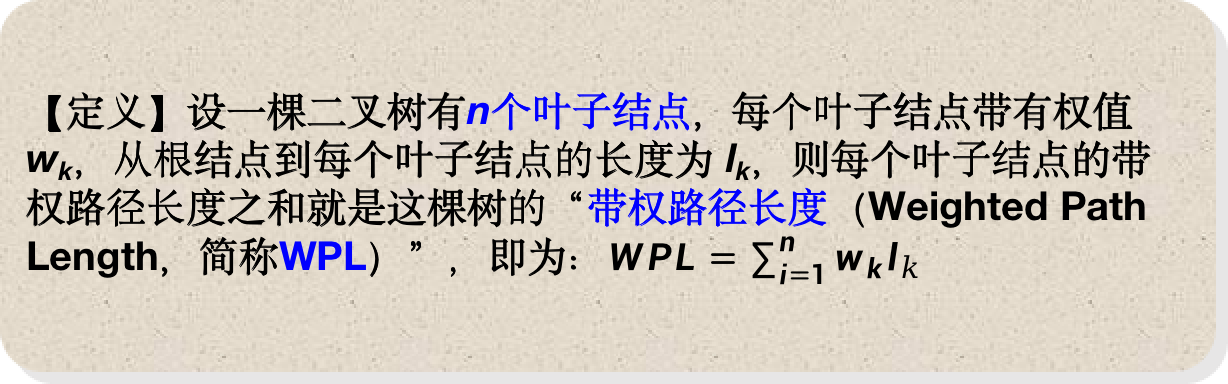 【定义】设一棵二叉树有n个叶子结点，每个叶子结点带有权值
wₖ，从根结点到每个叶子结点的长度为 lₖ，则每个叶子结点的带
权路径长度之和就是这棵树的“带权路径长度（Weighted Path
Length，简称WPL）”，即为：WPL = ∑ⁿᵢ₌₁ wₖlₖ